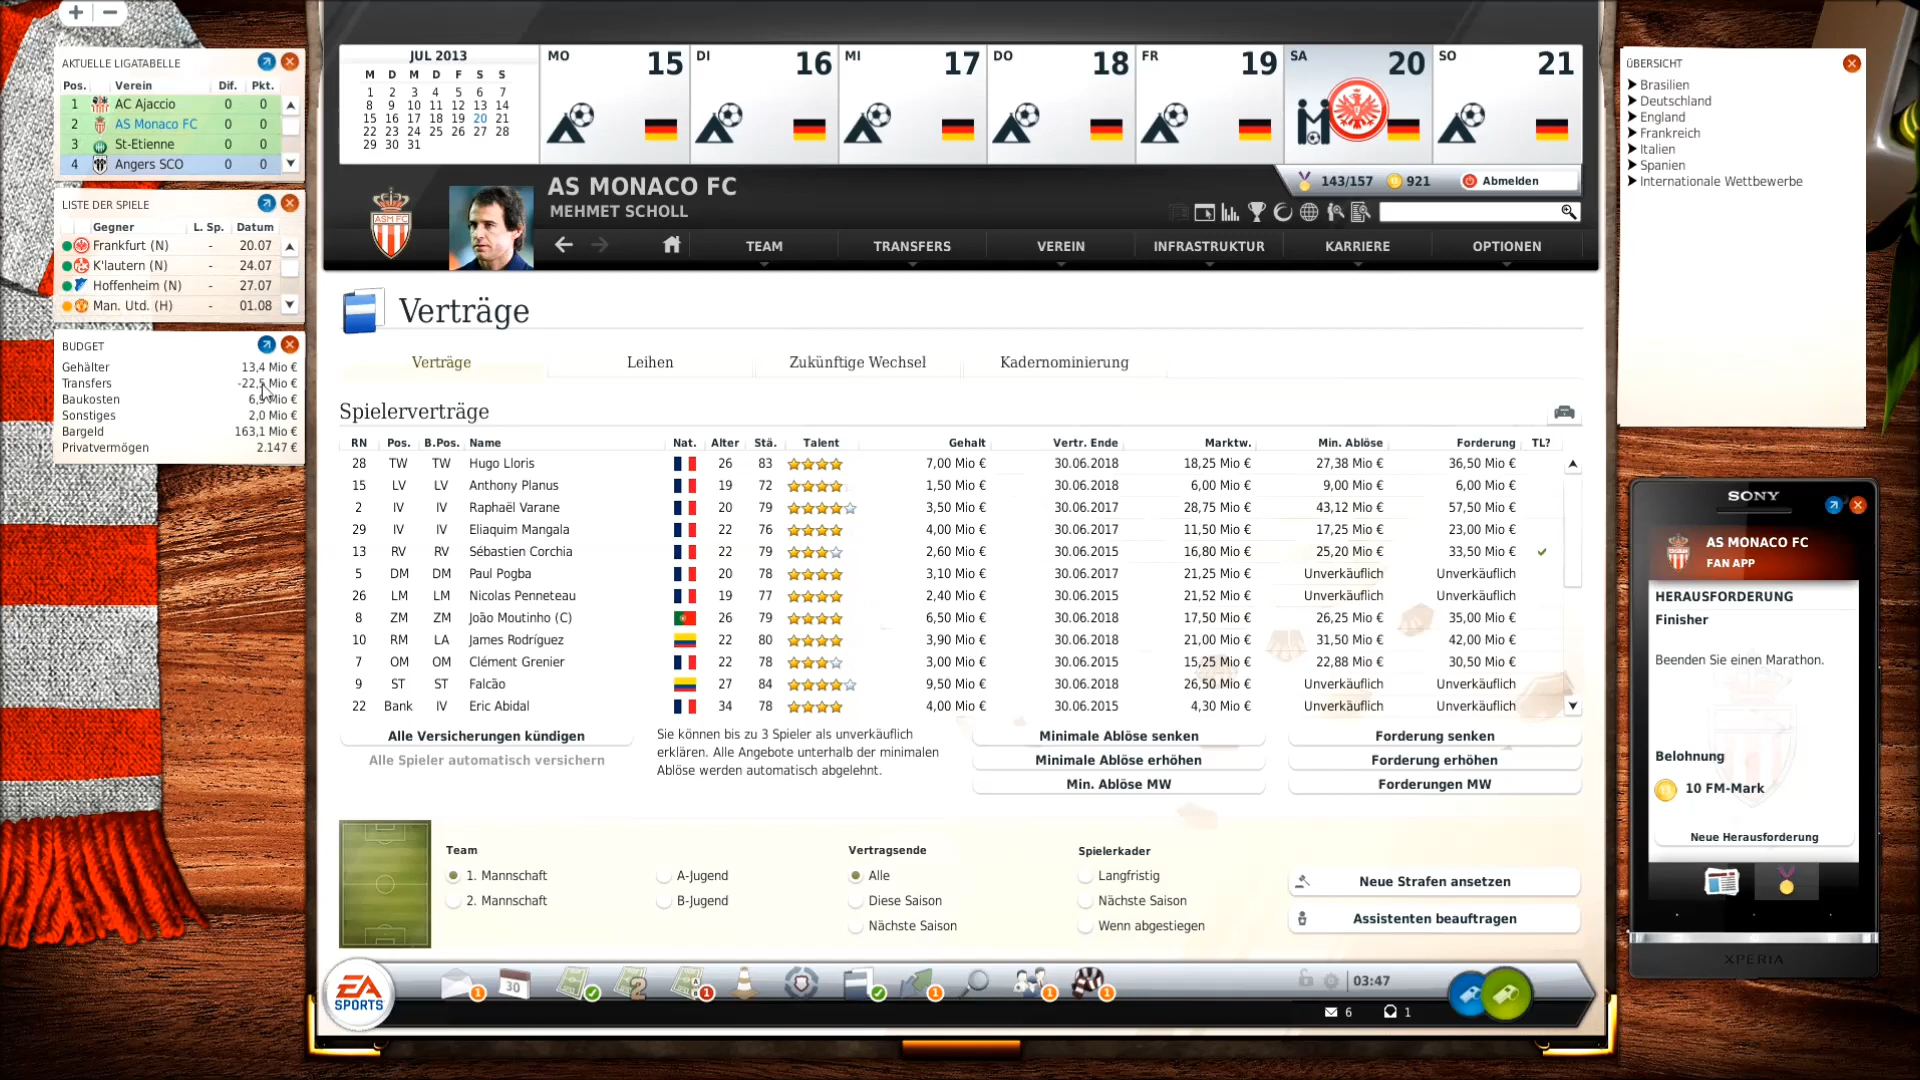 AKTUELLE LIGATABELLE
Pos. Verein Dif. Pkt.
1 AC Ajaccio 0 0
2 AS Monaco FC 0 0
3 St-Etienne 0 0
4 Angers SCO 0 0
LISTE DER SPIELE
Gegner L. Sp. Datum
Frankfurt (N) - 20.07
K'lautern (N) - 24.07
Hoffenheim (N) - 27.07
Man. Utd. (H) - 01.08
BUDGET
Gehälter 13,4 Mio €
Transfers -22,5 Mio €
Baukosten 6,5 Mio €
Sonstiges 2,0 Mio €
Bargeld 163,1 Mio €
Privatvermögen 2.147 €
JUL 2013
M D M D F S S
1 2 3 4 5 6 7
8 9 10 11 12 13 14
15 16 17 18 19 20 21
22 23 24 25 26 27 28
29 30 31
MO 15 DI 16 MI 17 DO 18 FR 19 SA 20 SO 21
143/157 921 Abmelden
AS MONACO FC
MEHMET SCHOLL
ASM FC
TEAM TRANSFERS VEREIN INFRASTRUKTUR KARRIERE OPTIONEN
Verträge
Verträge Leihen Zukünftige Wechsel Kadernominierung
Spielerverträge
RN Pos. B.Pos. Name Nat. Alter Stä. Talent Gehalt Vertr. Ende Marktw. Min. Ablöse Forderung TL?
28 TW TW Hugo Lloris 26 83 7,00 Mio € 30.06.2018 18,25 Mio € 27,38 Mio € 36,50 Mio €
15 LV LV Anthony Planus 19 72 1,50 Mio € 30.06.2018 6,00 Mio € 9,00 Mio € 6,00 Mio €
2 IV IV Raphaël Varane 20 79 3,50 Mio € 30.06.2017 28,75 Mio € 43,12 Mio € 57,50 Mio €
29 IV IV Eliaquim Mangala 22 76 4,00 Mio € 30.06.2017 11,50 Mio € 17,25 Mio € 23,00 Mio €
13 RV RV Sébastien Corchia 22 79 2,60 Mio € 30.06.2015 16,80 Mio € 25,20 Mio € 33,50 Mio €
5 DM DM Paul Pogba 20 78 3,10 Mio € 30.06.2017 21,25 Mio € Unverkäuflich Unverkäuflich
26 LM LM Nicolas Penneteau 19 77 2,40 Mio € 30.06.2015 21,52 Mio € Unverkäuflich Unverkäuflich
8 ZM ZM João Moutinho (C) 26 79 6,50 Mio € 30.06.2018 17,50 Mio € 26,25 Mio € 35,00 Mio €
10 RM LA James Rodríguez 22 80 3,90 Mio € 30.06.2018 21,00 Mio € 31,50 Mio € 42,00 Mio €
7 OM OM Clément Grenier 22 78 3,00 Mio € 30.06.2015 15,25 Mio € 22,88 Mio € 30,50 Mio €
9 ST ST Falcão 27 84 9,50 Mio € 30.06.2018 26,50 Mio € Unverkäuflich Unverkäuflich
22 Bank IV Eric Abidal 34 78 4,00 Mio € 30.06.2015 4,30 Mio € Unverkäuflich Unverkäuflich
Alle Versicherungen kündigen
Alle Spieler automatisch versichern
Sie können bis zu 3 Spieler als unverkäuflich
erklären. Alle Angebote unterhalb der minimalen
Ablöse werden automatisch abgelehnt.
Minimale Ablöse senken
Minimale Ablöse erhöhen
Min. Ablöse MW
Forderung senken
Forderung erhöhen
Forderungen MW
Team
1. Mannschaft
2. Mannschaft
A-Jugend
B-Jugend
Vertragsende
Alle
Diese Saison
Nächste Saison
Spielerkader
Langfristig
Nächste Saison
Wenn abgestiegen
Neue Strafen ansetzen
Assistenten beauftragen
EA
SPORTS
1 30 2 1 1 1 1
03:47
6 1
ÜBERSICHT
Brasilien
Deutschland
England
Frankreich
Italien
Spanien
Internationale Wettbewerbe
SONY
AS MONACO FC
FAN APP
HERAUSFORDERUNG
Finisher
Beenden Sie einen Marathon.
Belohnung
10 FM-Mark
Neue Herausforderung
XPERIA